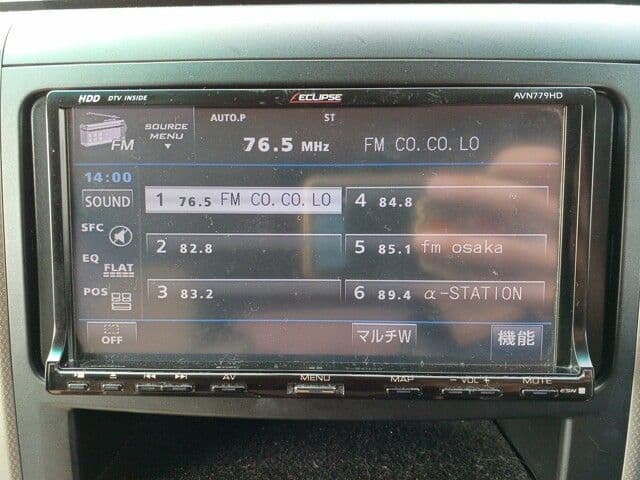 HDD DTV INSIDE ECLIPSE AVN779HD
AUTO.P ST
FM SOURCE MENU 76.5 MHz FM CO.CO.LO
14:00
SOUND
1 76.5 FM CO.CO.LO 4 84.8
SFC
2 82.8 5 85.1 fm osaka
EQ FLAT
POS 3 83.2 6 89.4 α-STATION
OFF マルチW 機能
AV MENU MAP − VOL + MUTE ESN